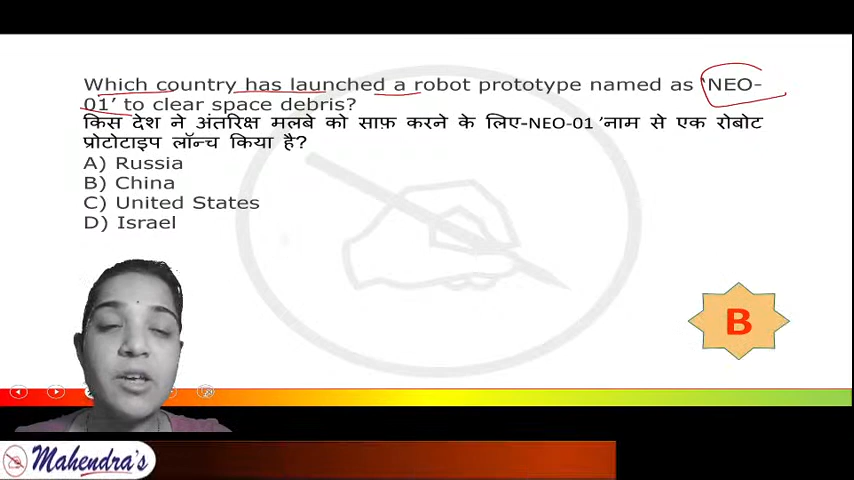 Which country has launched a robot prototype named as 'NEO-
01' to clear space debris?
किस देश ने अंतरिक्ष मलबे को साफ़ करने के लिए-NEO-01 'नाम से एक रोबोट
प्रोटोटाइप लॉन्च किया है?
A) Russia
B) China
C) United States
D) Israel
B
Mahendra's